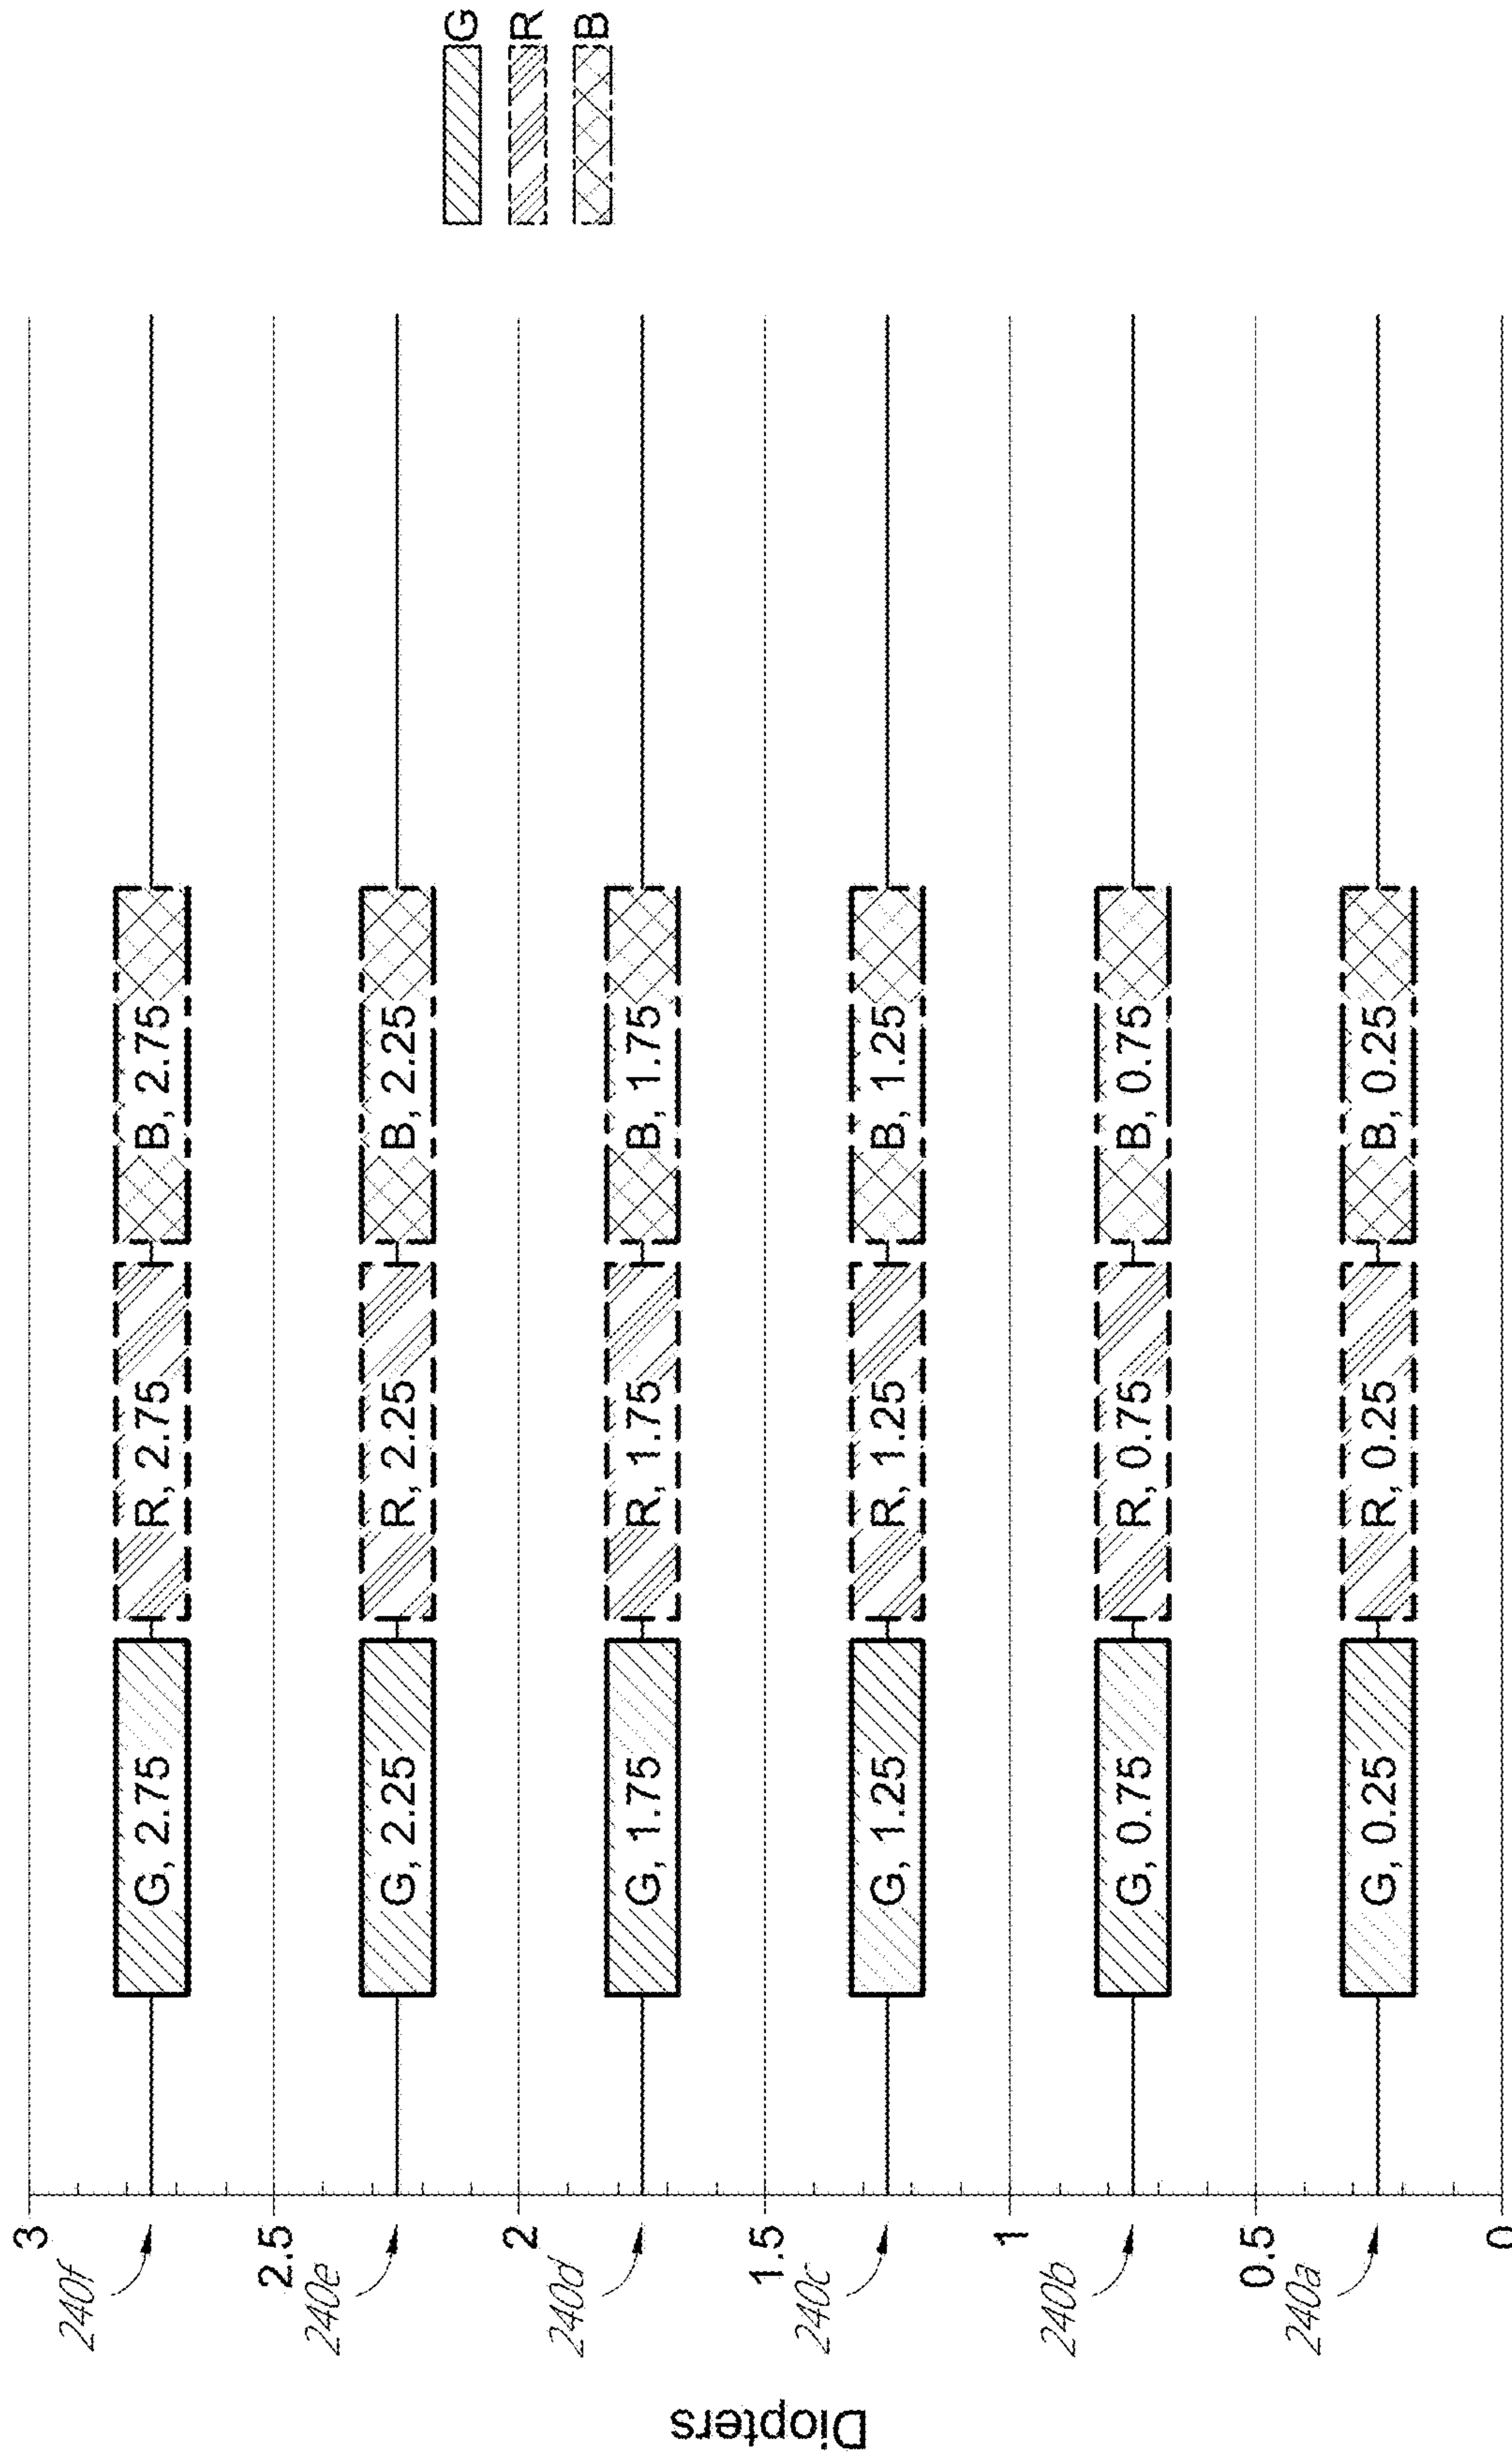 Diopters
3
240f
G, 2.75 R, 2.75 B, 2.75
2.5
240e
G, 2.25 R, 2.25 B, 2.25
2
240d
G, 1.75 R, 1.75 B, 1.75
1.5
240c
G, 1.25 R, 1.25 B, 1.25
1
240b
G, 0.75 R, 0.75 B, 0.75
0.5
240a
G, 0.25 R, 0.25 B, 0.25
0
G
R
B